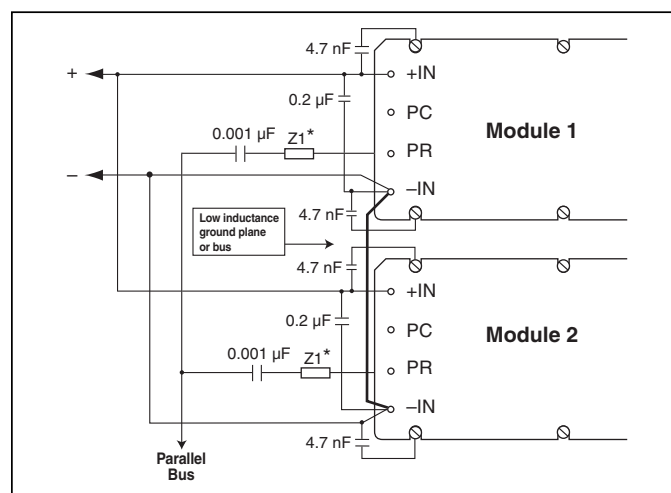 4.7 nF
+
+IN
0.2 µF
PC
Module 1
0.001 µF
Z1*
PR
–
–IN
4.7 nF
Low inductance
ground plane
or bus
4.7 nF
+IN
0.2 µF
PC
Module 2
0.001 µF
Z1*
PR
–IN
4.7 nF
Parallel
Bus